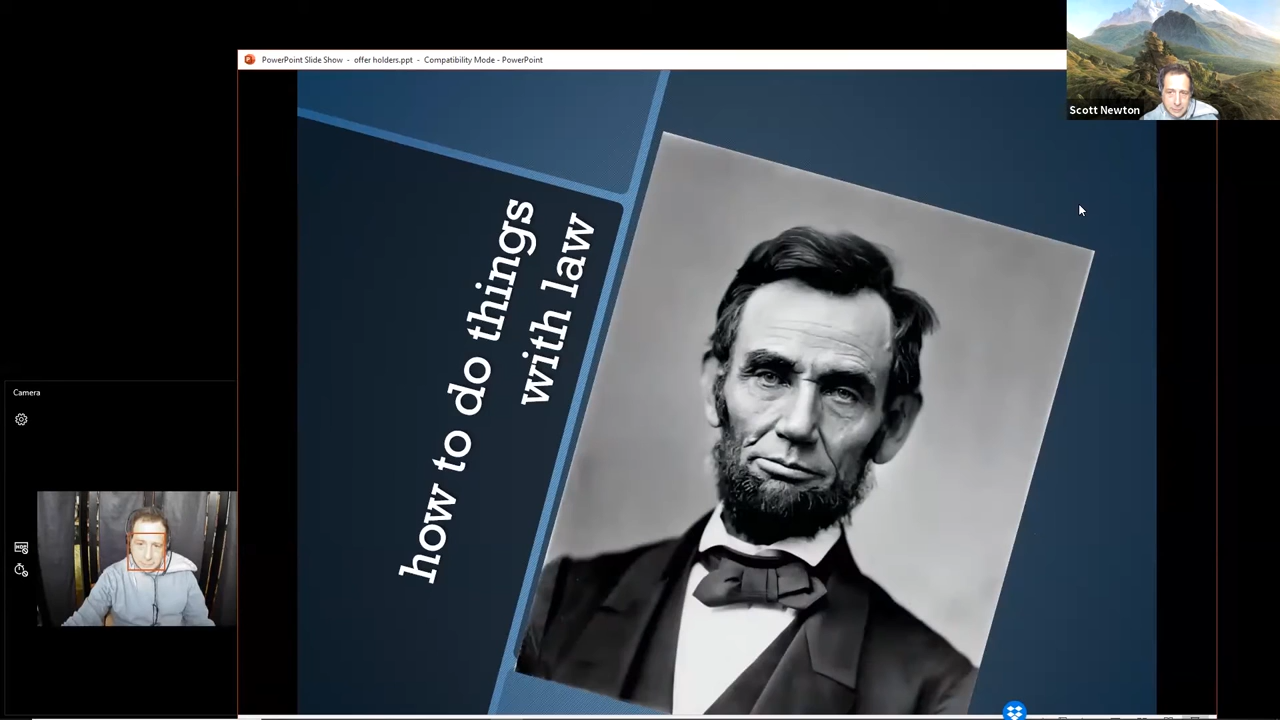 PowerPoint Slide Show - offer holders.ppt - Compatibility Mode - PowerPoint
Scott Newton
how to do things
with law
Camera